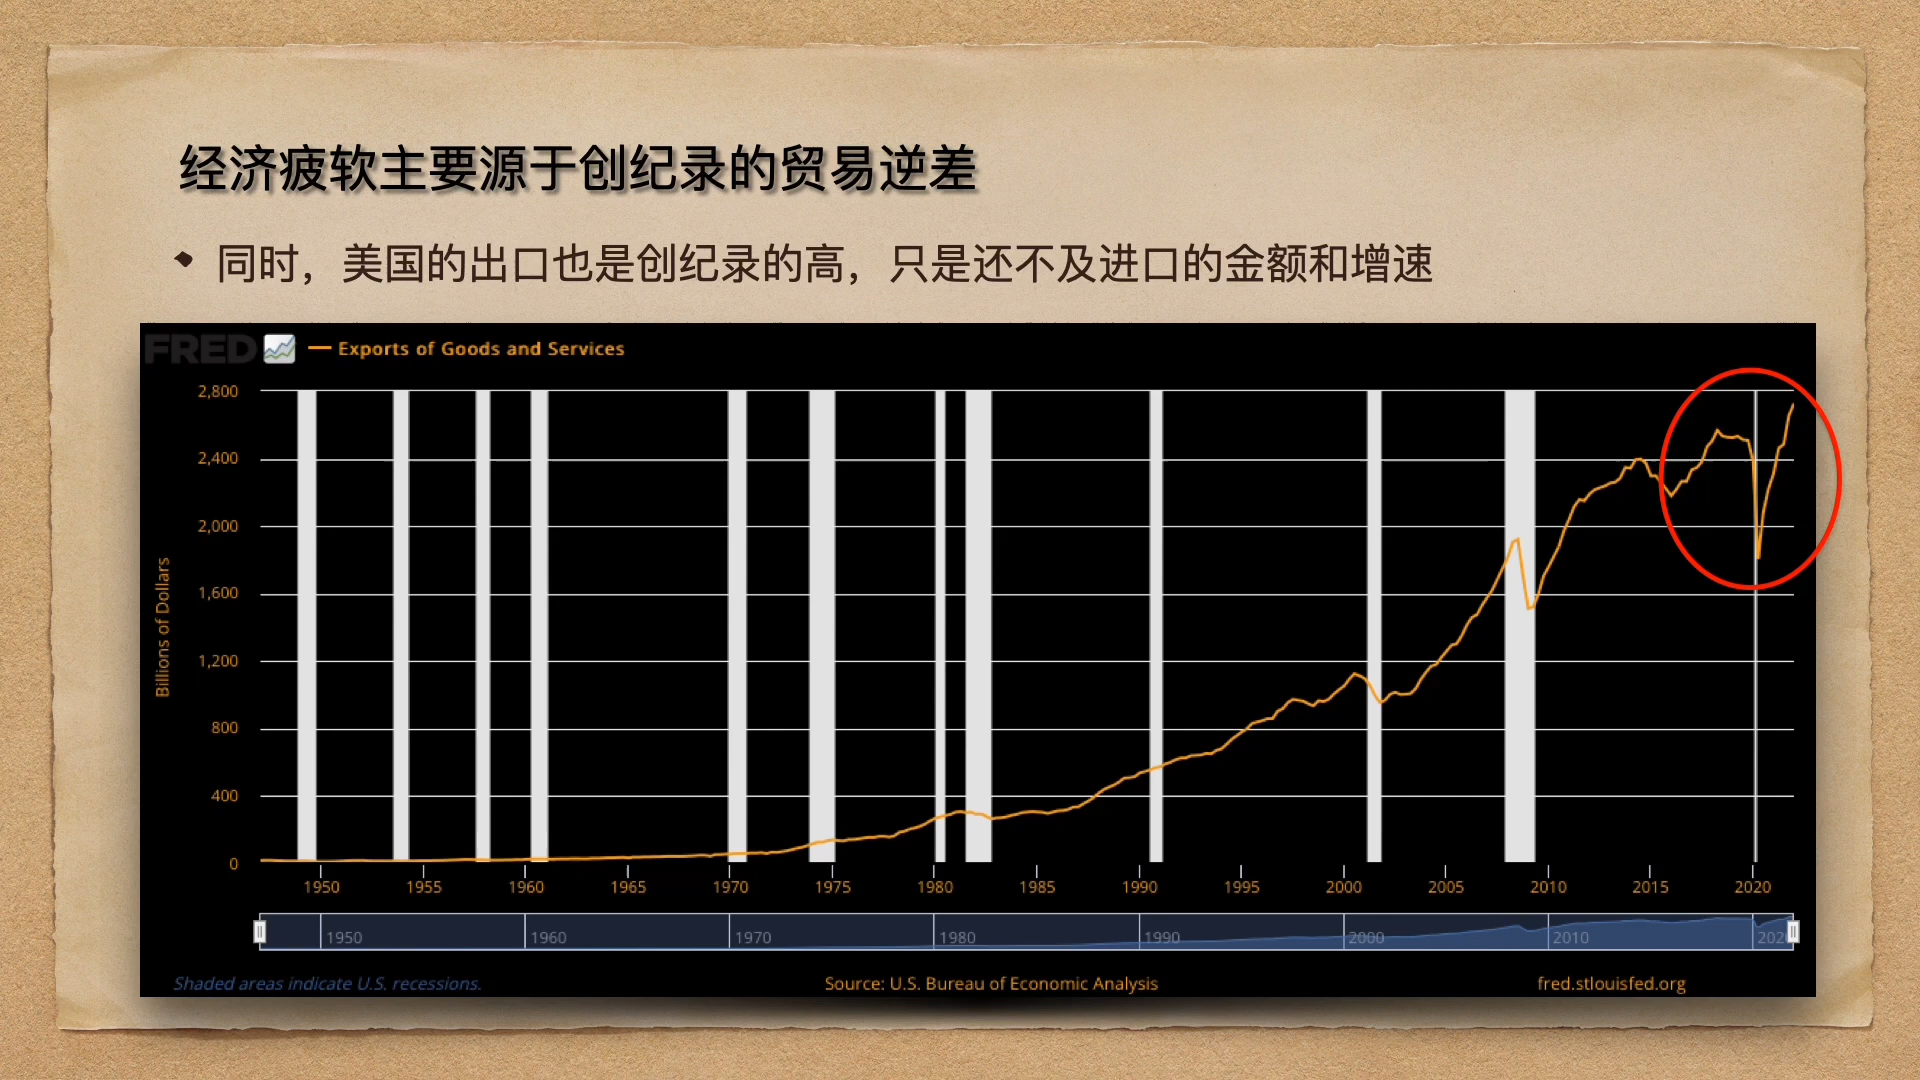 经济疲软主要源于创纪录的贸易逆差
同时，美国的出口也是创纪录的高，只是还不及进口的金额和增速
FRED — Exports of Goods and Services
2,800
2,400
2,000
1,600
1,200
800
400
0
Billions of Dollars
1950 1955 1960 1965 1970 1975 1980 1985 1990 1995 2000 2005 2010 2015 2020
1950 1960 1970 1980 1990 2000 2010 2020
Shaded areas indicate U.S. recessions. Source: U.S. Bureau of Economic Analysis fred.stlouisfed.org